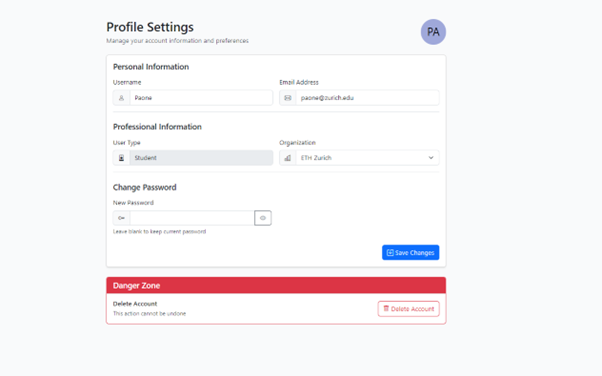 Profile Settings
Manage your account information and preferences
PA
Personal Information
Username
Email Address
Paone
paone@zurich.edu
Professional Information
User Type
Organization
Student
ETH Zurich
Change Password
New Password
Leave blank to keep current password
Save Changes
Danger Zone
Delete Account
This action cannot be undone
Delete Account